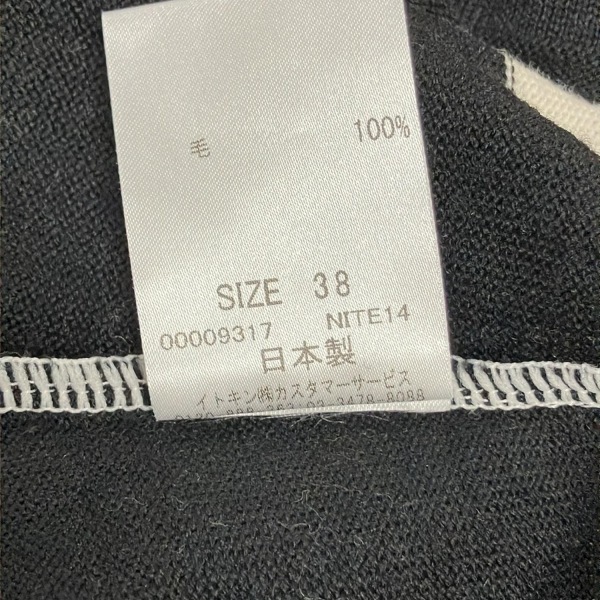 毛 100%
SIZE 38
00009317 NITE14
日本製
イトキン㈱カスタマーサービス
8088